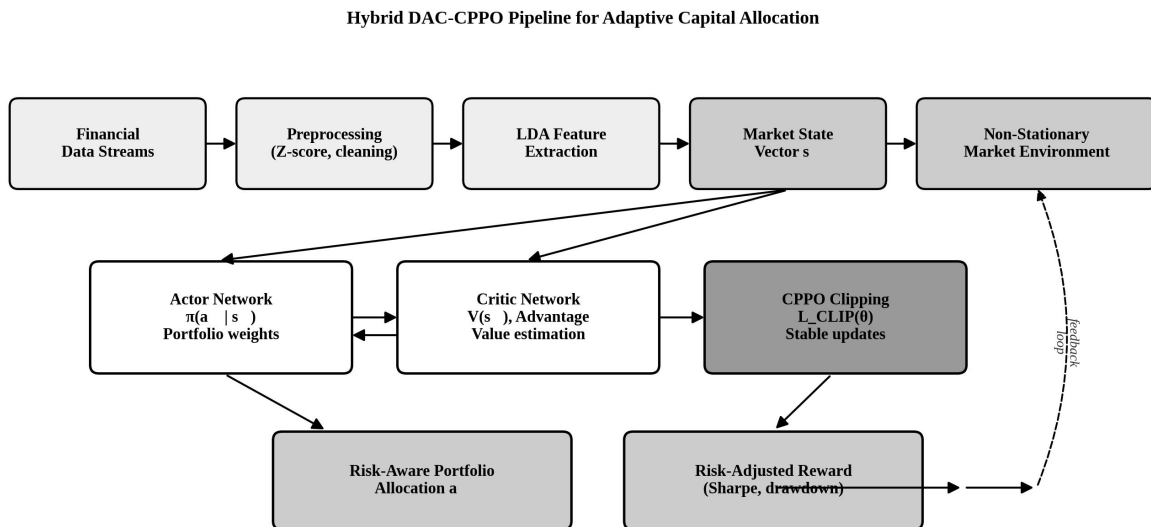 Hybrid DAC-CPPO Pipeline for Adaptive Capital Allocation
Financial
Data Streams
Preprocessing
(Z-score, cleaning)
LDA Feature
Extraction
Market State
Vector s
Non-Stationary
Market Environment
Actor Network
π(a | s )
Portfolio weights
Critic Network
V(s ), Advantage
Value estimation
CPPO Clipping
L_CLIP(θ)
Stable updates
feedback
loop
Risk-Aware Portfolio
Allocation a
Risk-Adjusted Reward
(Sharpe, drawdown)